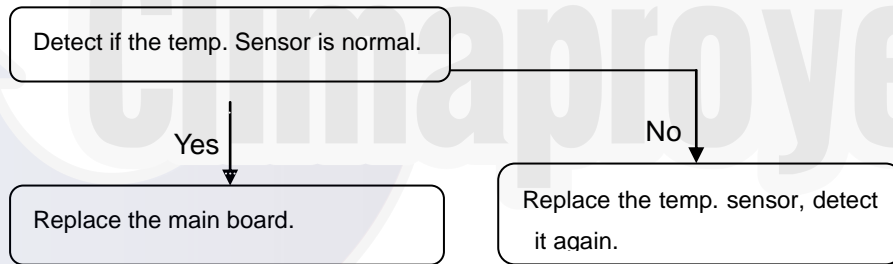 Climaproye
Detect if the temp. Sensor is normal.
Yes
No
Replace the main board.
Replace the temp. sensor, detect
it again.